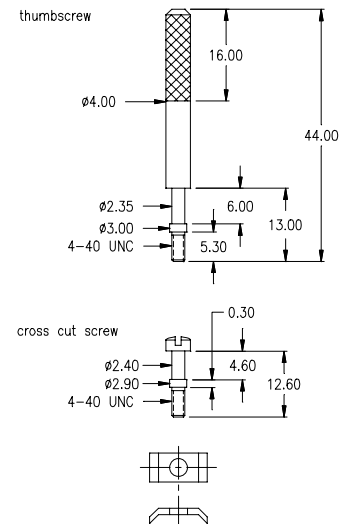 thumbscrew
16.00
ø4.00
44.00
ø2.35
6.00
ø3.00
13.00
4-40 UNC
5.30
0.30
cross cut screw
ø2.40
4.60
ø2.90
12.60
4-40 UNC